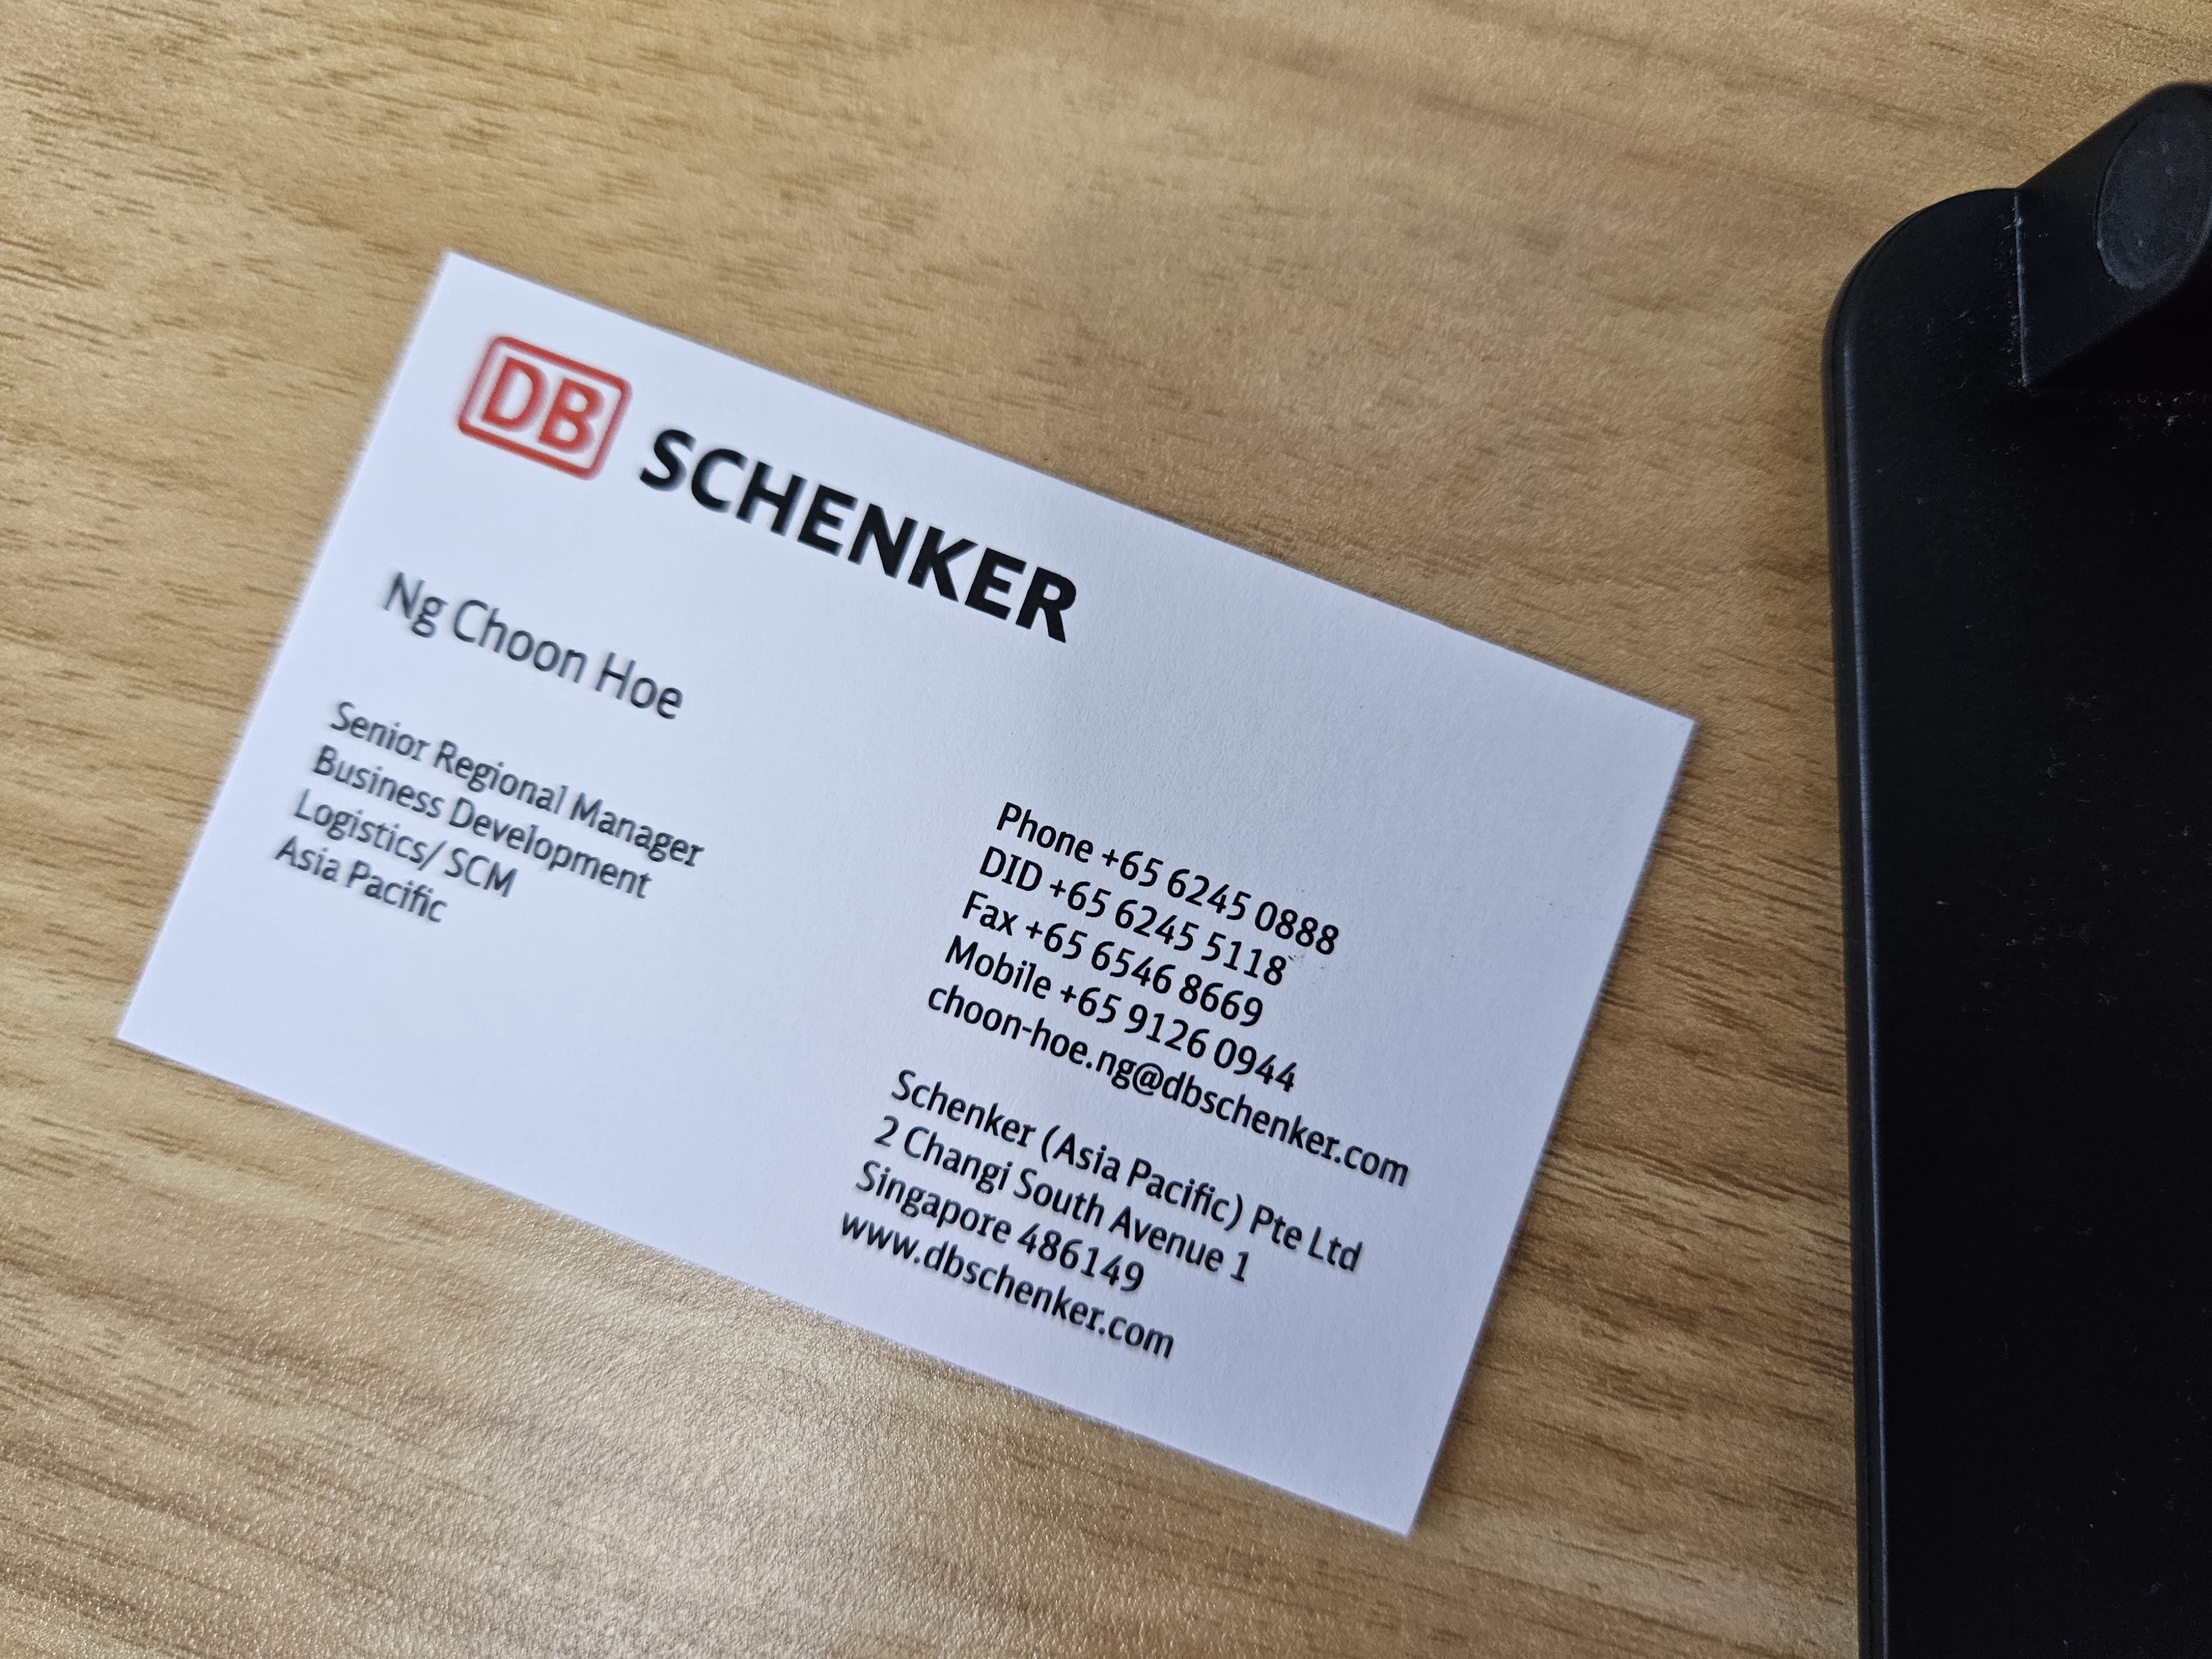 DB SCHENKER
Ng Choon Hoe
Senior Regional Manager
Business Development
Logistics/ SCM
Asia Pacific
Phone +65 6245 0888
DID +65 6245 5118
Fax +65 6546 8669
Mobile +65 9126 0944
choon-hoe.ng@dbschenker.com
Schenker (Asia Pacific) Pte Ltd
2 Changi South Avenue 1
Singapore 486149
www.dbschenker.com